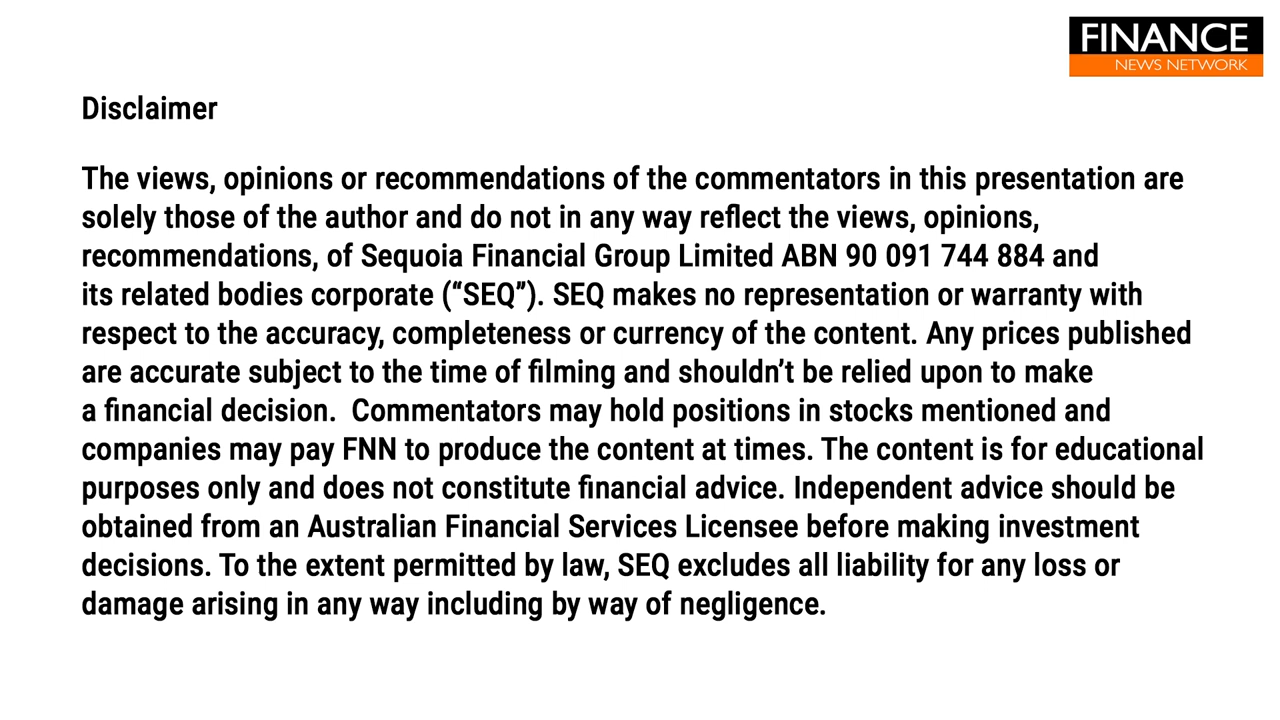 FINANCE
NEWS NETWORK
Disclaimer
The views, opinions or recommendations of the commentators in this presentation are
solely those of the author and do not in any way reflect the views, opinions,
recommendations, of Sequoia Financial Group Limited ABN 90 091 744 884 and
its related bodies corporate (“SEQ”). SEQ makes no representation or warranty with
respect to the accuracy, completeness or currency of the content. Any prices published
are accurate subject to the time of filming and shouldn’t be relied upon to make
a financial decision.  Commentators may hold positions in stocks mentioned and
companies may pay FNN to produce the content at times. The content is for educational
purposes only and does not constitute financial advice. Independent advice should be
obtained from an Australian Financial Services Licensee before making investment
decisions. To the extent permitted by law, SEQ excludes all liability for any loss or
damage arising in any way including by way of negligence.